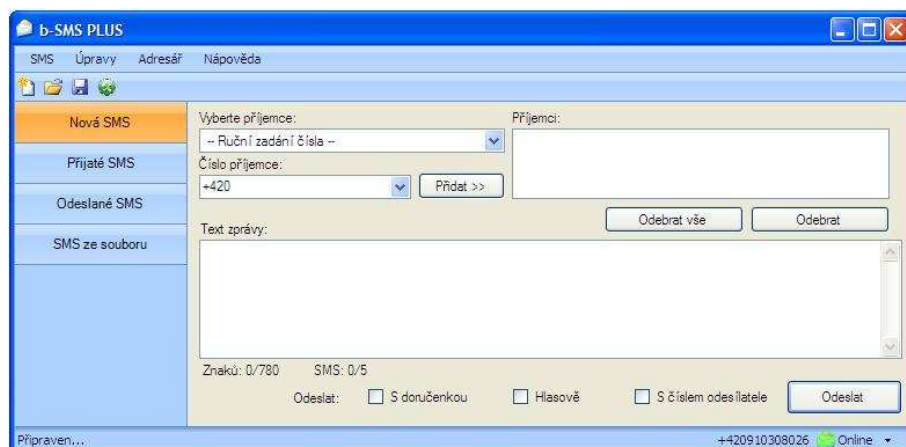 b-SMS PLUS
SMS Úpravy Adresář Nápověda
Nová SMS
Přijaté SMS
Odeslané SMS
SMS ze souboru
Vyberte příjemce:
-- Ruční zadání čísla --
Číslo příjemce:
+420
Přidat >>
Příjemci:
Odebrat vše
Odebrat
Text zprávy:
Znaků: 0/780 SMS: 0/5
Odeslat: S doručenkou Hlasově S číslem odesílatele Odeslat
Připraven... +420910308026 Online